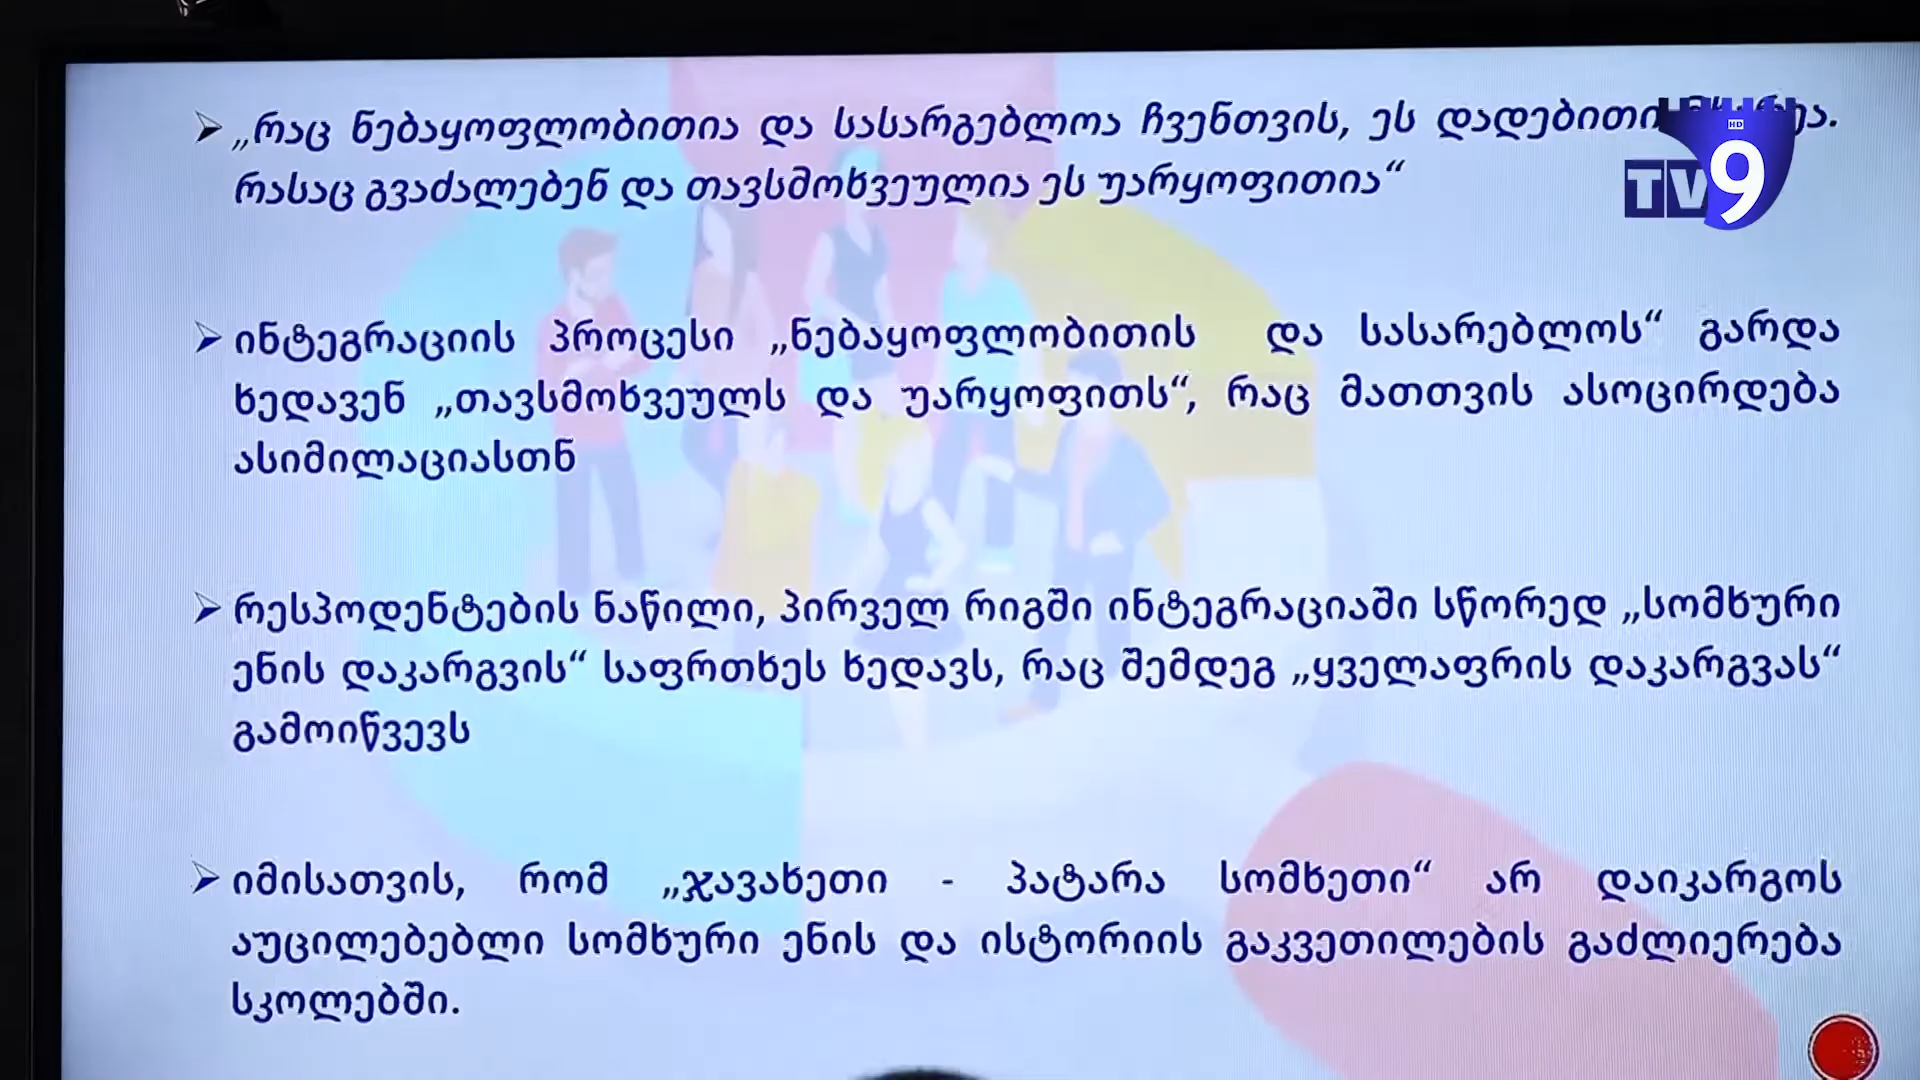 „რაც ნებაყოფლობითია და სასარგებლოა ჩვენთვის, ეს დადებითი
რასაც გვაძალებენ და თავსმოხვეულია ეს უარყოფითია“
ინტეგრაციის პროცესი „ნებაყოფლობითის და სასარებლოს“ გარდა
ხედავენ „თავსმოხვეულს და უარყოფითს“, რაც მათთვის ასოცირდება
ასიმილაციასთნ
რესპოდენტების ნაწილი, პირველ რიგში ინტეგრაციაში სწორედ „სომხური
ენის დაკარგვის“ საფრთხეს ხედავს, რაც შემდეგ „ყველაფრის დაკარგვას“
გამოიწვევს
იმისათვის, რომ „ჯავახეთი - პატარა სომხეთი“ არ დაიკარგოს
აუცილებებლი სომხური ენის და ისტორიის გაკვეთილების გაძლიერება
სკოლებში.
HD
TV9